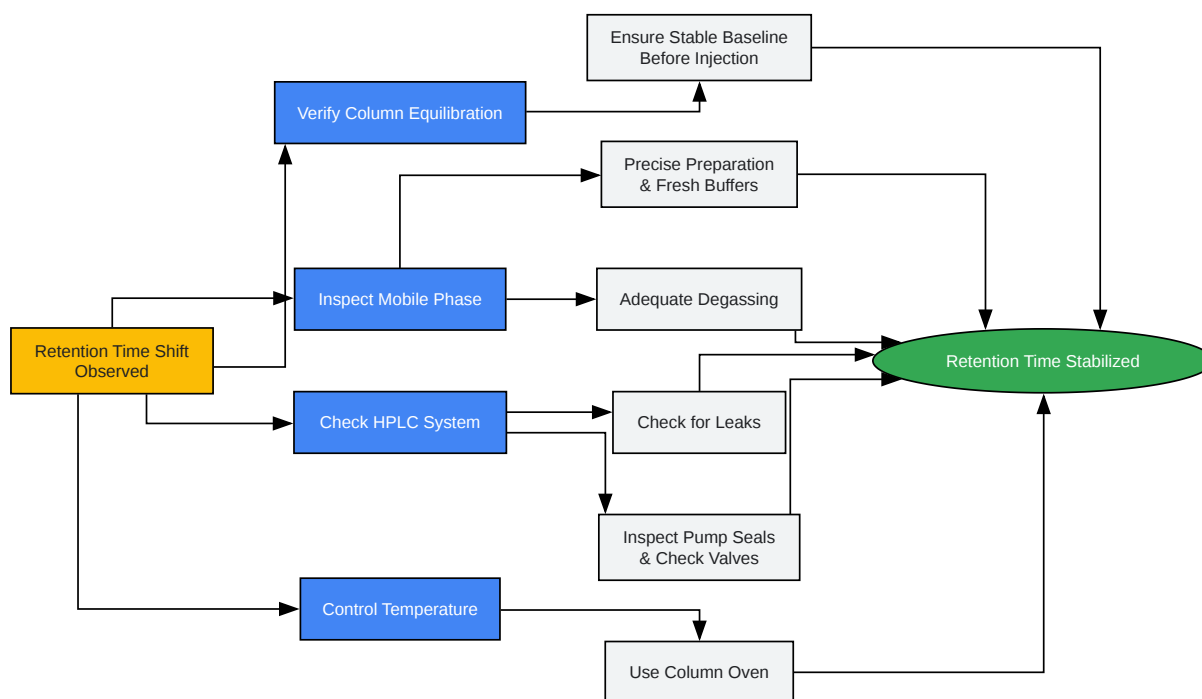 Ensure Stable Baseline
Before Injection
Verify Column Equilibration
Precise Preparation
& Fresh Buffers
Inspect Mobile Phase
Adequate Degassing
Retention Time Shift
Observed
Retention Time Stabilized
Check HPLC System
Check for Leaks
Inspect Pump Seals
& Check Valves
Control Temperature
Use Column Oven